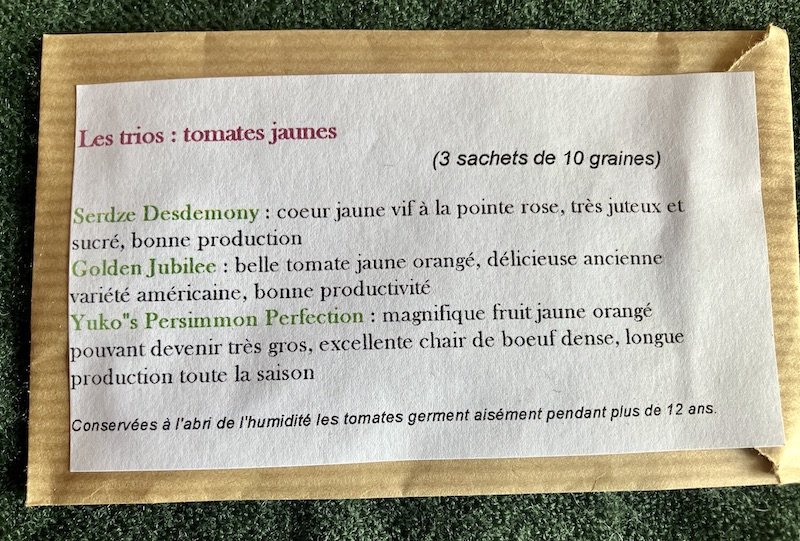 Les trios : tomates jaunes
(3 sachets de 10 graines)
Serdze Desdemony : coeur jaune vif à la pointe rose, très juteux et
sucré, bonne production
Golden Jubilee : belle tomate jaune orangé, délicieuse ancienne
variété américaine, bonne productivité
Yuko"s Persimmon Perfection : magnifique fruit jaune orangé
pouvant devenir très gros, excellente chair de boeuf dense, longue
production toute la saison
Conservées à l'abri de l'humidité les tomates germent aisément pendant plus de 12 ans.